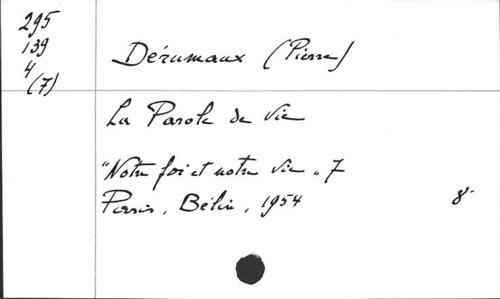 295
139
4
(7)
Dérumaux (Pierre)
La Parole de Vie
"Notre foi et notre vie" 7
Paris, Bélin, 1954
8°